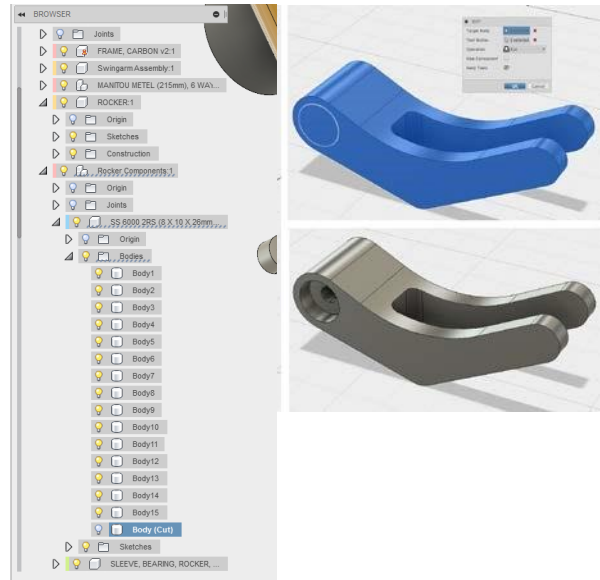 BROWSER
Joints
FRAME, CARBON v2:1
Swingarm Assembly:1
MANITOU METEL (215mm), 6 WAY...
ROCKER:1
Origin
Sketches
Construction
Rocker Components:1
Origin
Joints
SS 6000 2RS (8 X 10 X 26mm...
Origin
Bodies
Body1
Body2
Body3
Body4
Body5
Body6
Body7
Body8
Body9
Body10
Body11
Body12
Body13
Body14
Body15
Body (Cut)
Sketches
SLEEVE, BEARING, ROCKER, ...
Target Body
Tool Bodies
Operation
Cut
New Component
Keep Tools
OK
Cancel